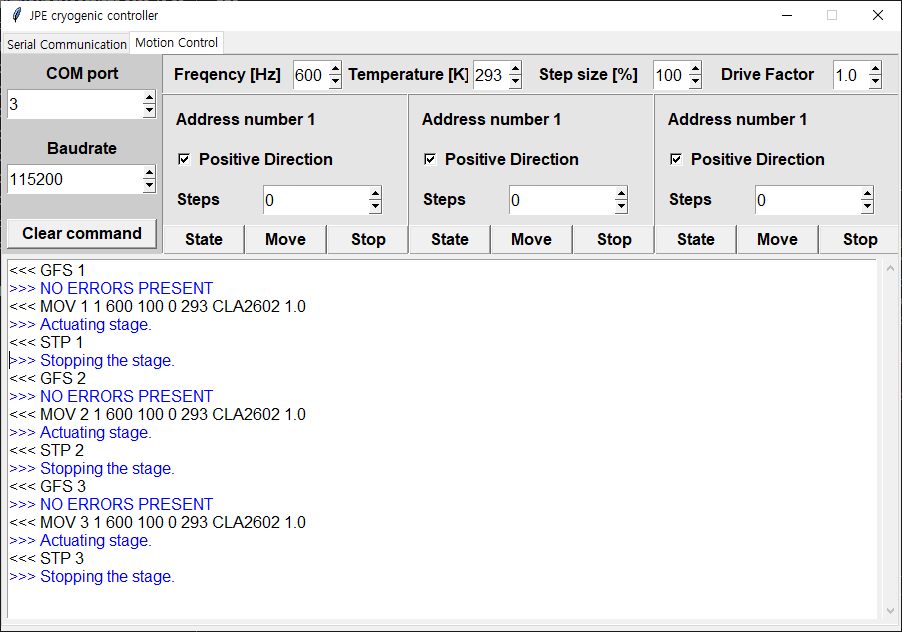 JPE cryogenic controller
Serial Communication Motion Control
COM port
3
Baudrate
115200
Clear command
Freqency [Hz] 600 Temperature [K] 293 Step size [%] 100 Drive Factor 1.0
Address number 1 Address number 1 Address number 1
Positive Direction Positive Direction Positive Direction
Steps 0 Steps 0 Steps 0
State Move Stop State Move Stop State Move Stop
<<< GFS 1
>>> NO ERRORS PRESENT
<<< MOV 1 1 600 100 0 293 CLA2602 1.0
>>> Actuating stage.
<<< STP 1
>>> Stopping the stage.
<<< GFS 2
>>> NO ERRORS PRESENT
<<< MOV 2 1 600 100 0 293 CLA2602 1.0
>>> Actuating stage.
<<< STP 2
>>> Stopping the stage.
<<< GFS 3
>>> NO ERRORS PRESENT
<<< MOV 3 1 600 100 0 293 CLA2602 1.0
>>> Actuating stage.
<<< STP 3
>>> Stopping the stage.